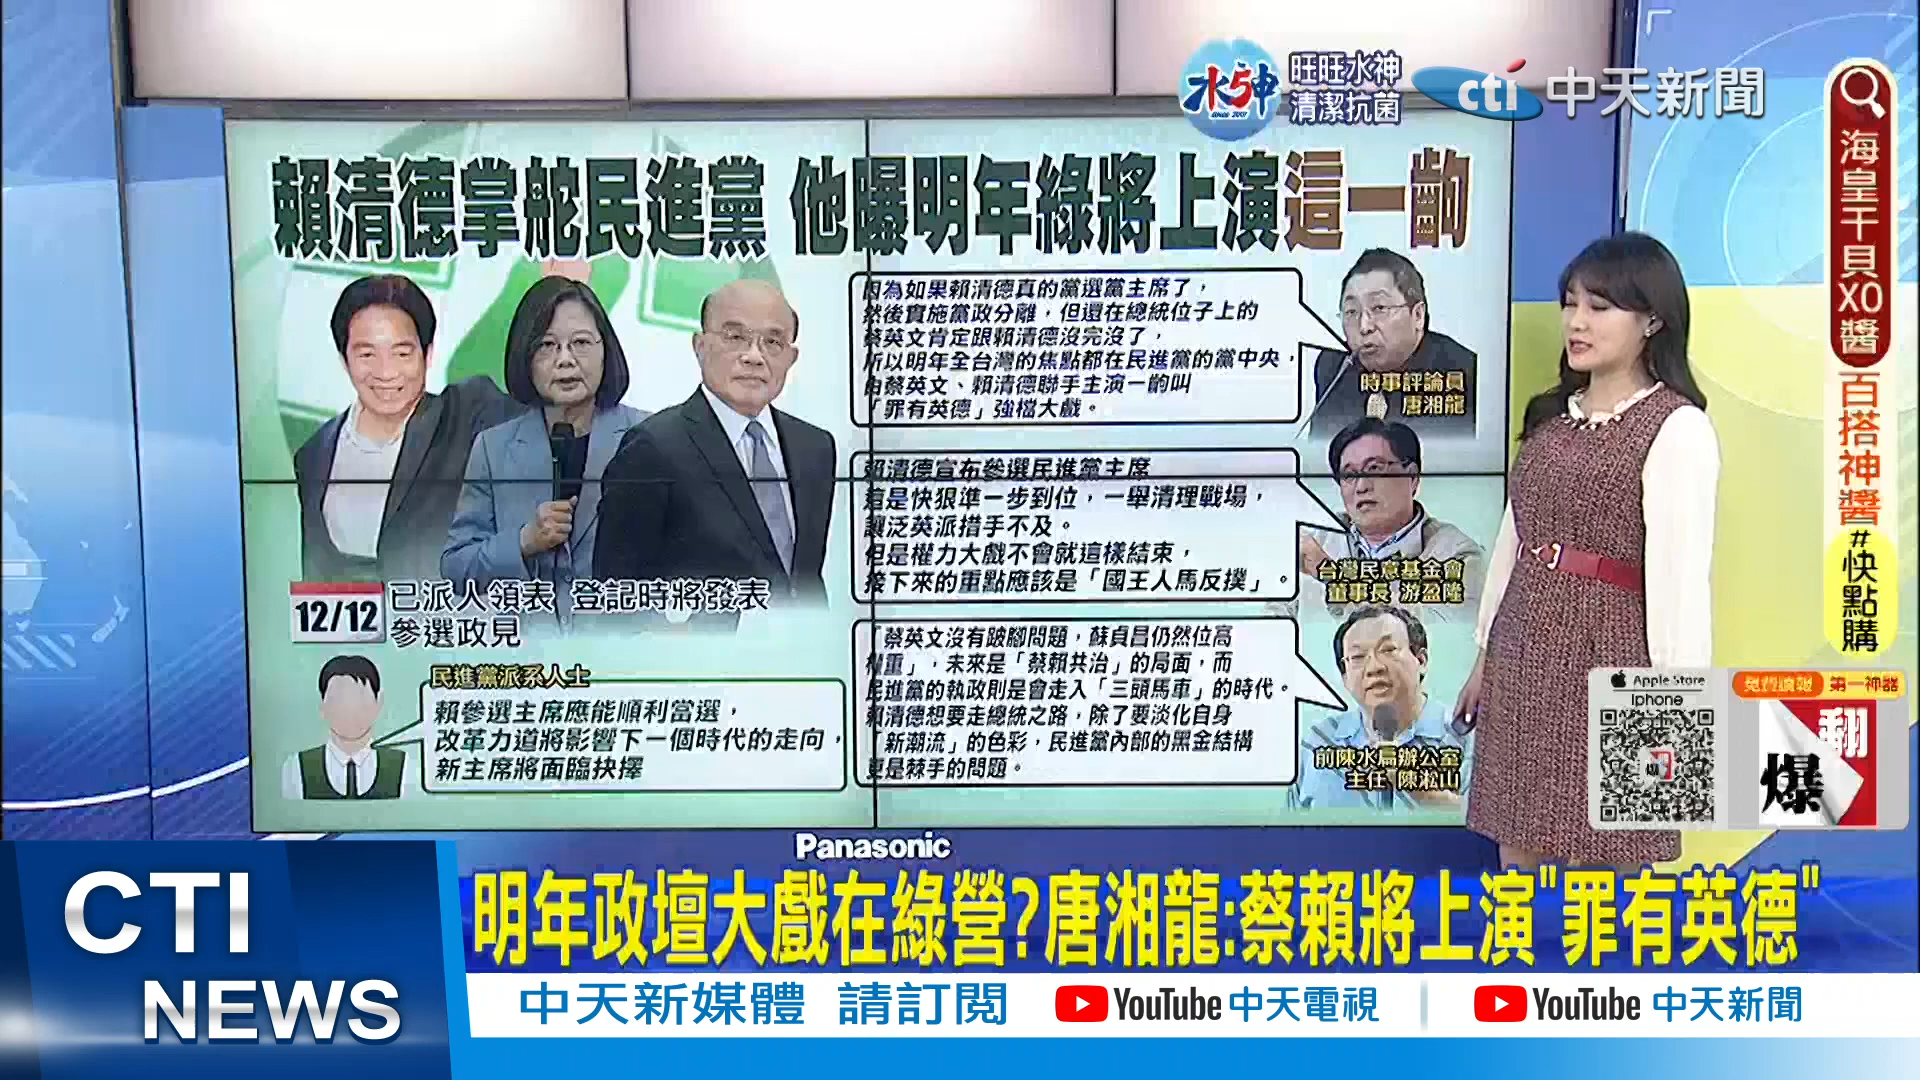 水神
since 2007
旺旺水神
清潔抗菌
cti 中天新聞
海皇干貝XO醬
百搭神醬
#快點購
賴清德掌舵民進黨 他曝明年綠將上演這一齣
因為如果賴清德真的黨選黨主席了，
然後實施黨政分離，但還在總統位子上的
蔡英文肯定跟賴清德沒完沒了，
所以明年全台灣的焦點都在民進黨的黨中央，
由蔡英文、賴清德聯手主演一齣叫
「罪有英德」強檔大戲。
時事評論員
唐湘龍
賴清德宣布參選民進黨主席
這是快狠準一步到位，一舉清理戰場，
讓泛英派措手不及。
但是權力大戲不會就這樣結束，
接下來的重點應該是「國王人馬反撲」。
台灣民意基金會
董事長 游盈隆
「蔡英文沒有跛腳問題，蘇貞昌仍然位高
權重」，未來是「蔡賴共治」的局面，而
民進黨的執政則是會走入「三頭馬車」的時代。
賴清德想要走總統之路，除了要淡化自身
「新潮流」的色彩，民進黨內部的黑金結構
更是棘手的問題。
前陳水扁辦公室
主任 陳淞山
12/12
已派人領表 登記時將發表
參選政見
民進黨派系人士
賴參選主席應能順利當選，
改革力道將影響下一個時代的走向，
新主席將面臨抉擇
Apple Store
Iphone
免費讀報 第一神器
翻
爆
Panasonic
CTI
NEWS
明年政壇大戲在綠營?唐湘龍:蔡賴將上演"罪有英德"
中天新媒體 請訂閱 YouTube 中天電視 YouTube 中天新聞